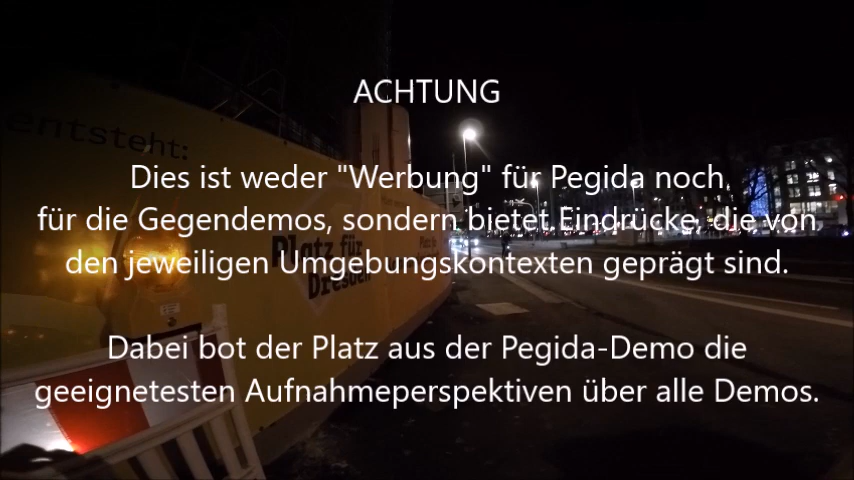 ACHTUNG
entsteht:
Dies ist weder "Werbung" für Pegida noch
für die Gegendemos, sondern bietet Eindrücke, die von
den jeweiligen Umgebungskontexten geprägt sind.
Platz für
Dresden
Dabei bot der Platz aus der Pegida-Demo die
geeignetesten Aufnahmeperspektiven über alle Demos.